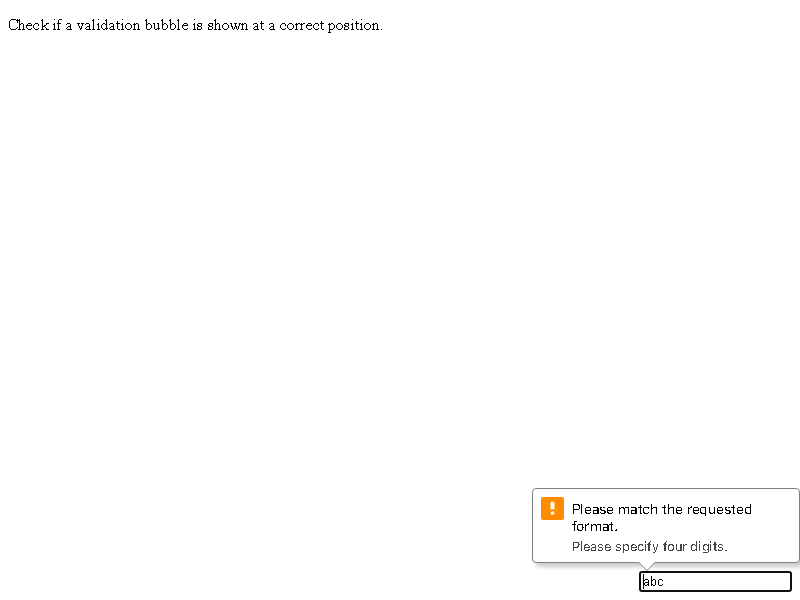 Check if a validation bubble is shown at a correct position.
Please match the requested
format.
Please specify four digits.
abc